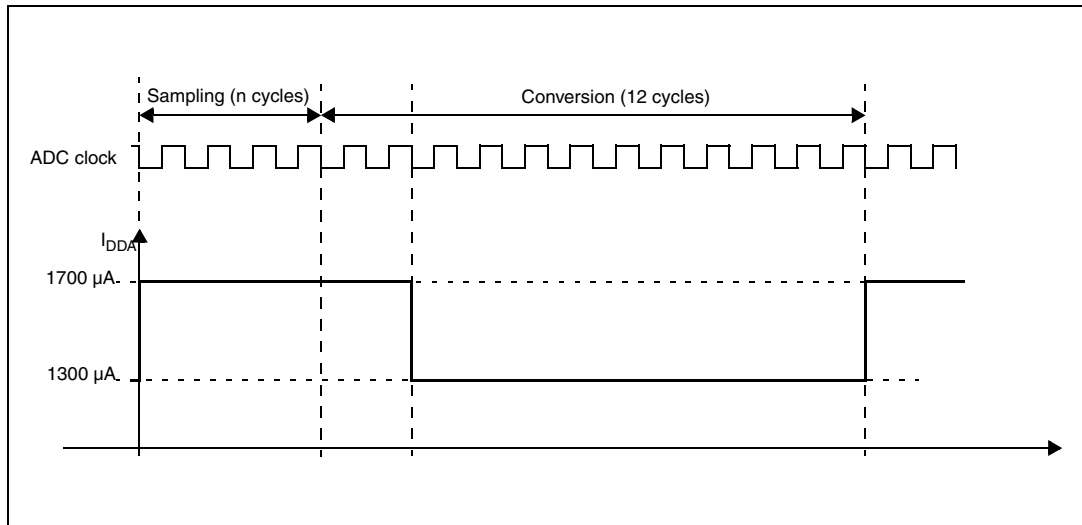 Sampling (n cycles)
Conversion (12 cycles)
ADC clock
IDDA
1700 µA
1300 µA